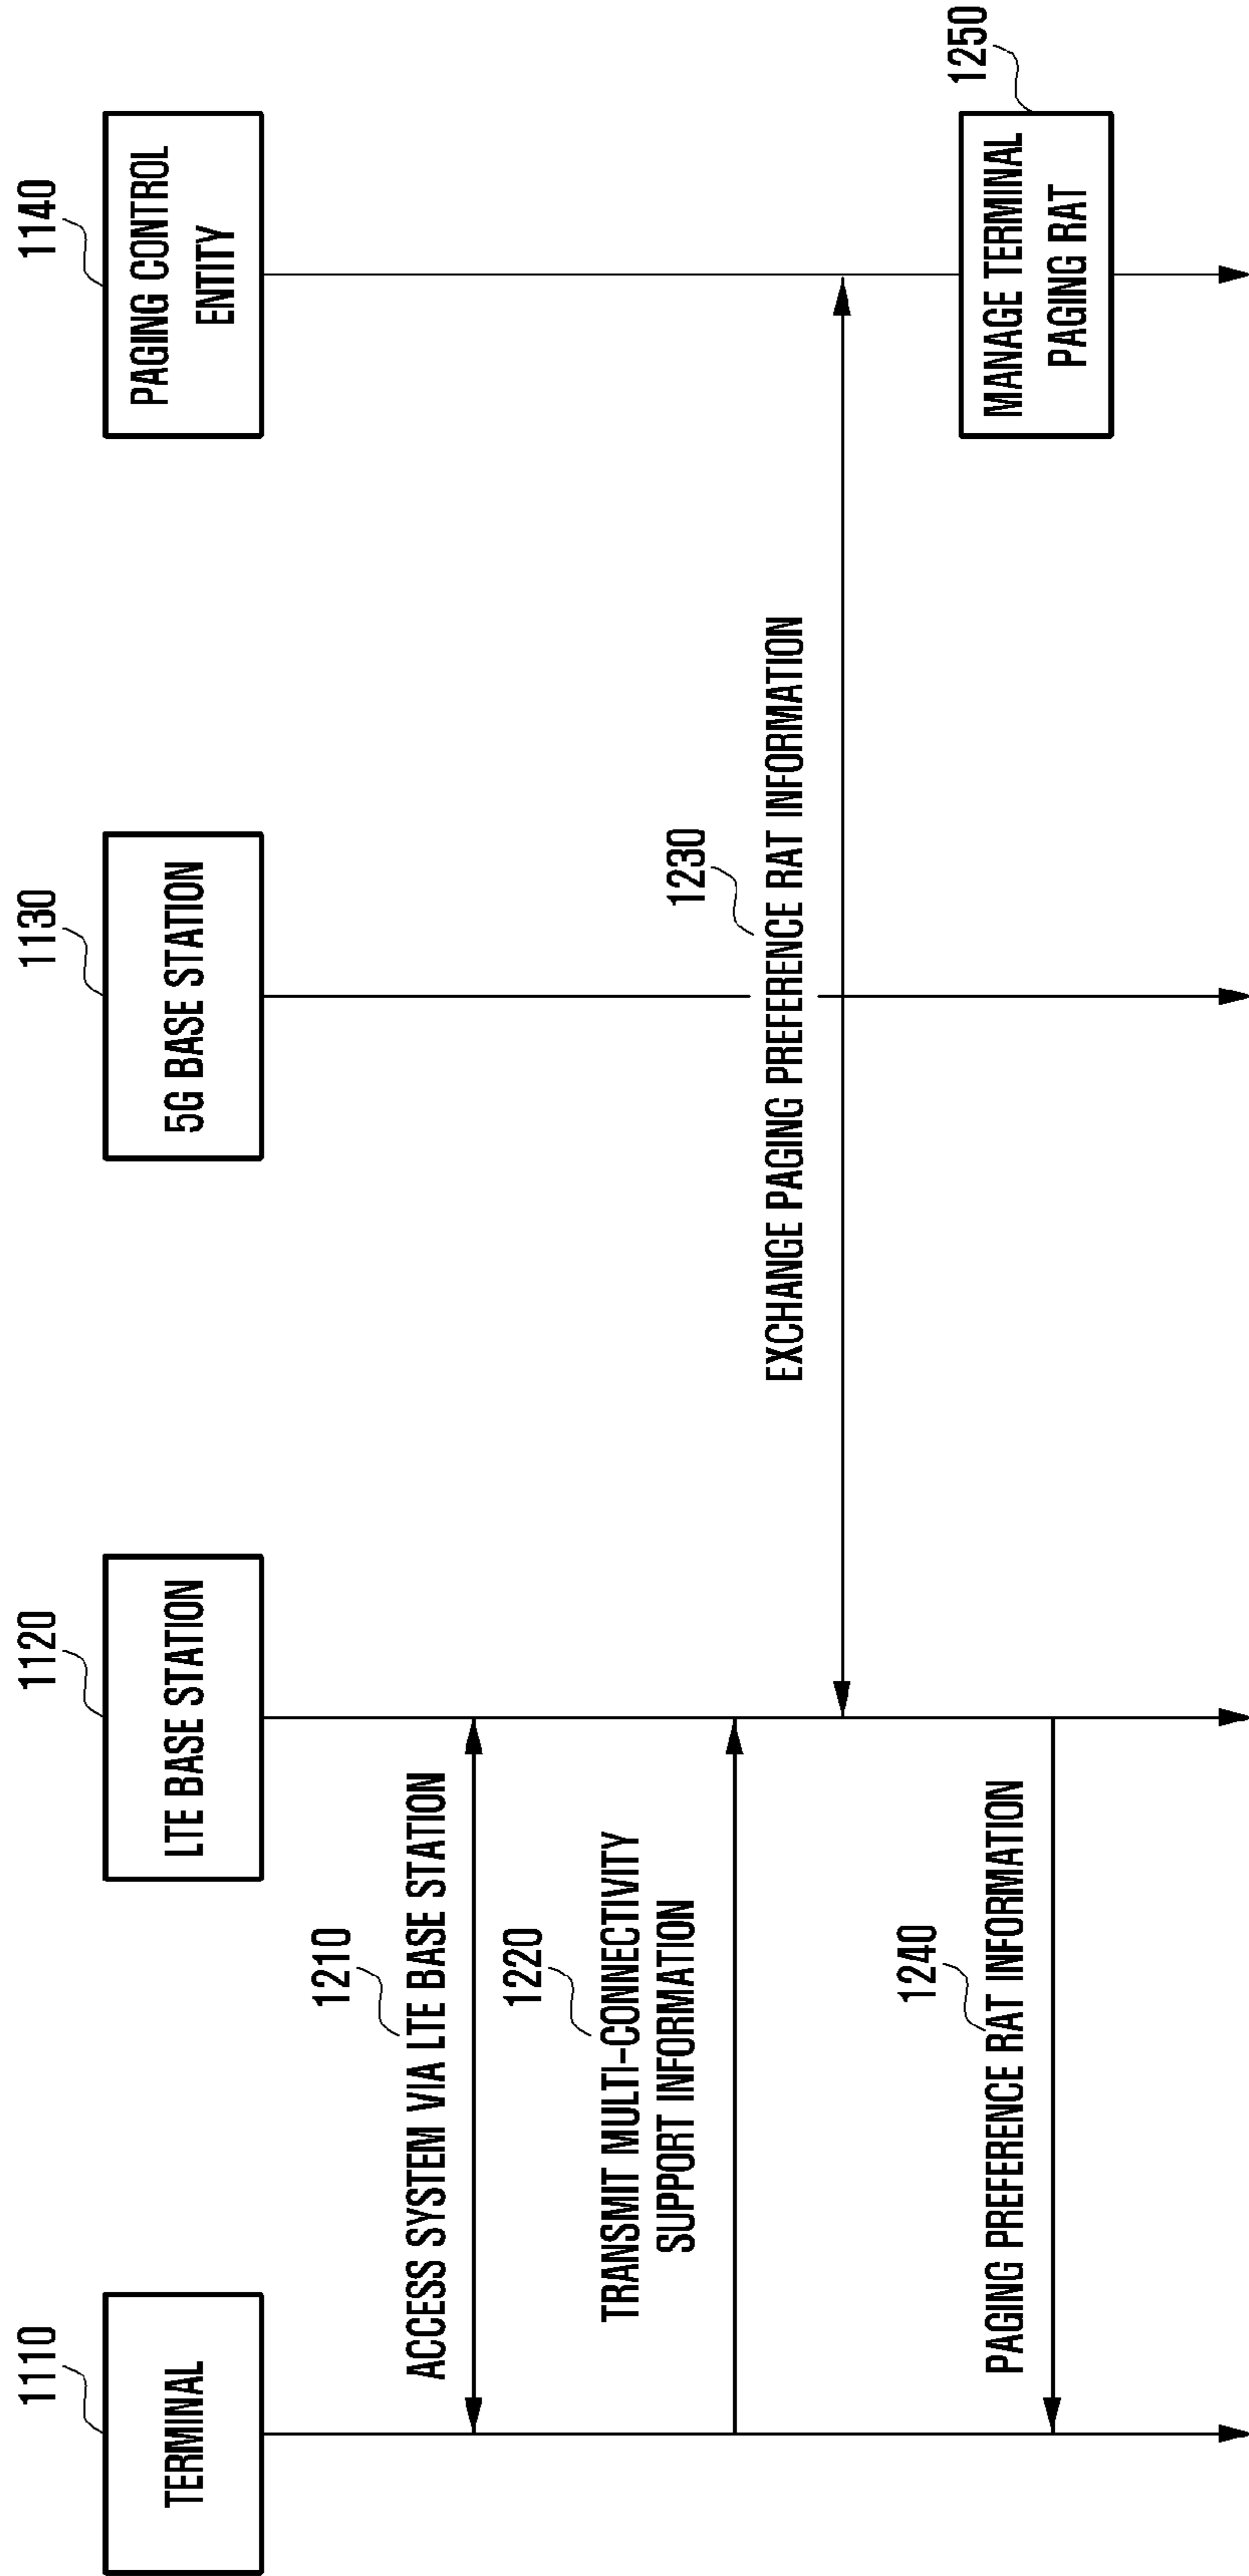 1110
TERMINAL
1120
LTE BASE STATION
1130
5G BASE STATION
1140
PAGING CONTROL
ENTITY
1210
ACCESS SYSTEM VIA LTE BASE STATION
1220
TRANSMIT MULTI-CONNECTIVITY
SUPPORT INFORMATION
1230
EXCHANGE PAGING PREFERENCE RAT INFORMATION
1240
PAGING PREFERENCE RAT INFORMATION
1250
MANAGE TERMINAL
PAGING RAT